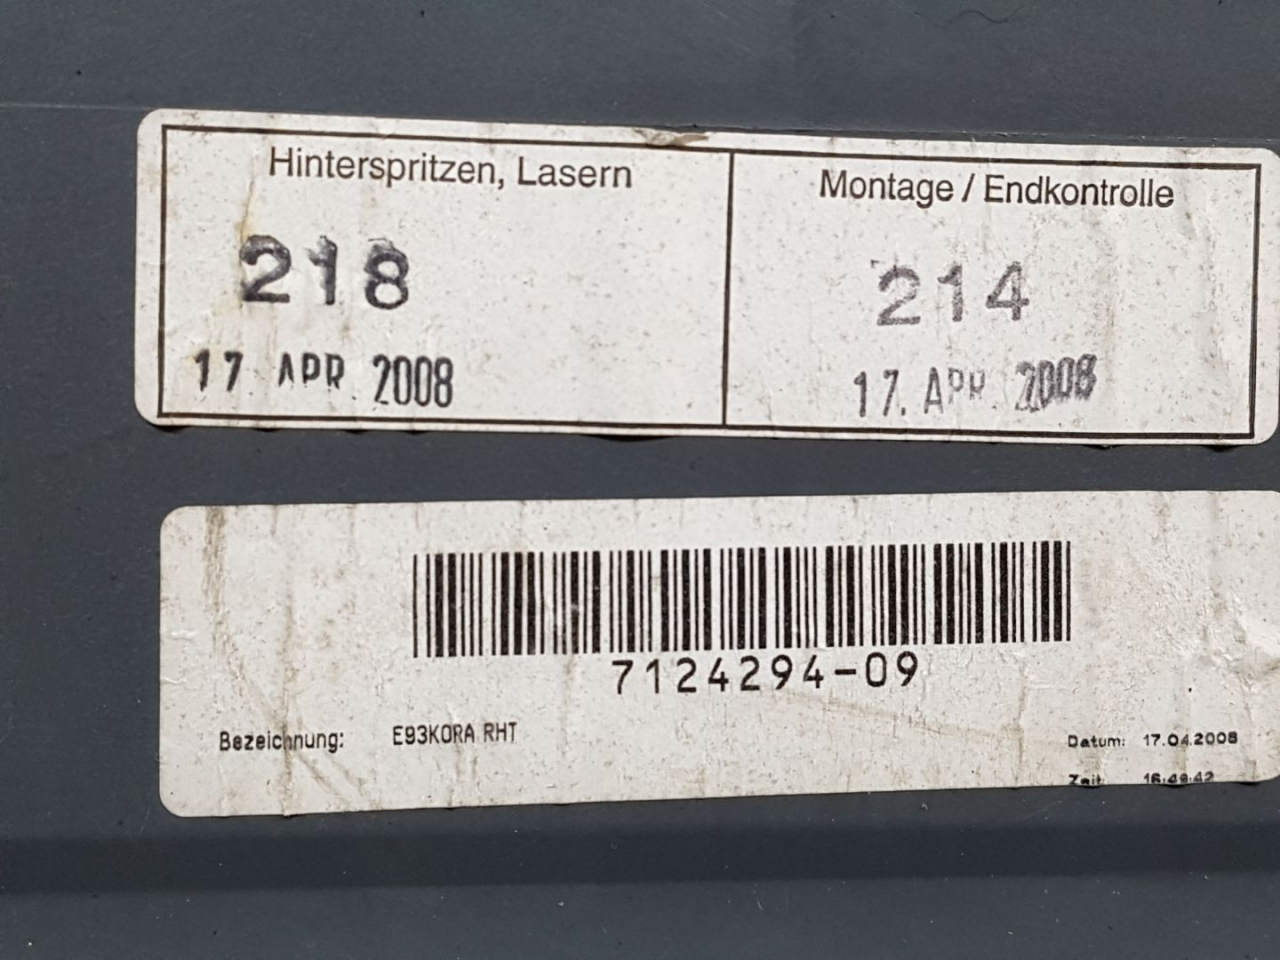 Hinterspritzen, Lasern
218
17 APR 2008
Montage / Endkontrolle
214
17. APR. 2008
7124294-09
Bezeichnung: E93KORA RHT
Datum: 17.04.2008
Zeit: 16:49:42